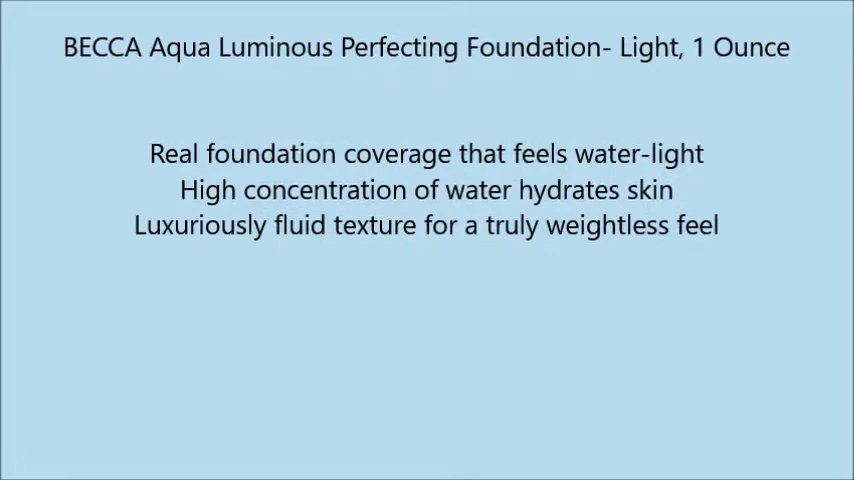 BECCA Aqua Luminous Perfecting Foundation- Light, 1 Ounce
Real foundation coverage that feels water-light
High concentration of water hydrates skin
Luxuriously fluid texture for a truly weightless feel